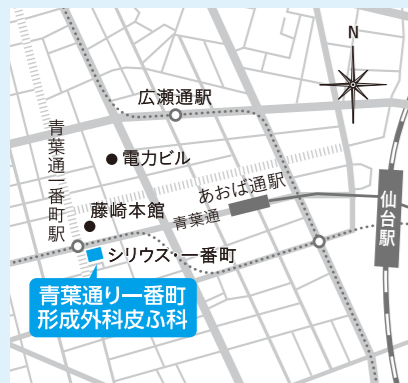 N
広瀬通駅
青葉通一番町駅
電力ビル
あおば通駅
仙台駅
藤崎本館
青葉通
シリウス・一番町
青葉通り一番町
形成外科皮ふ科